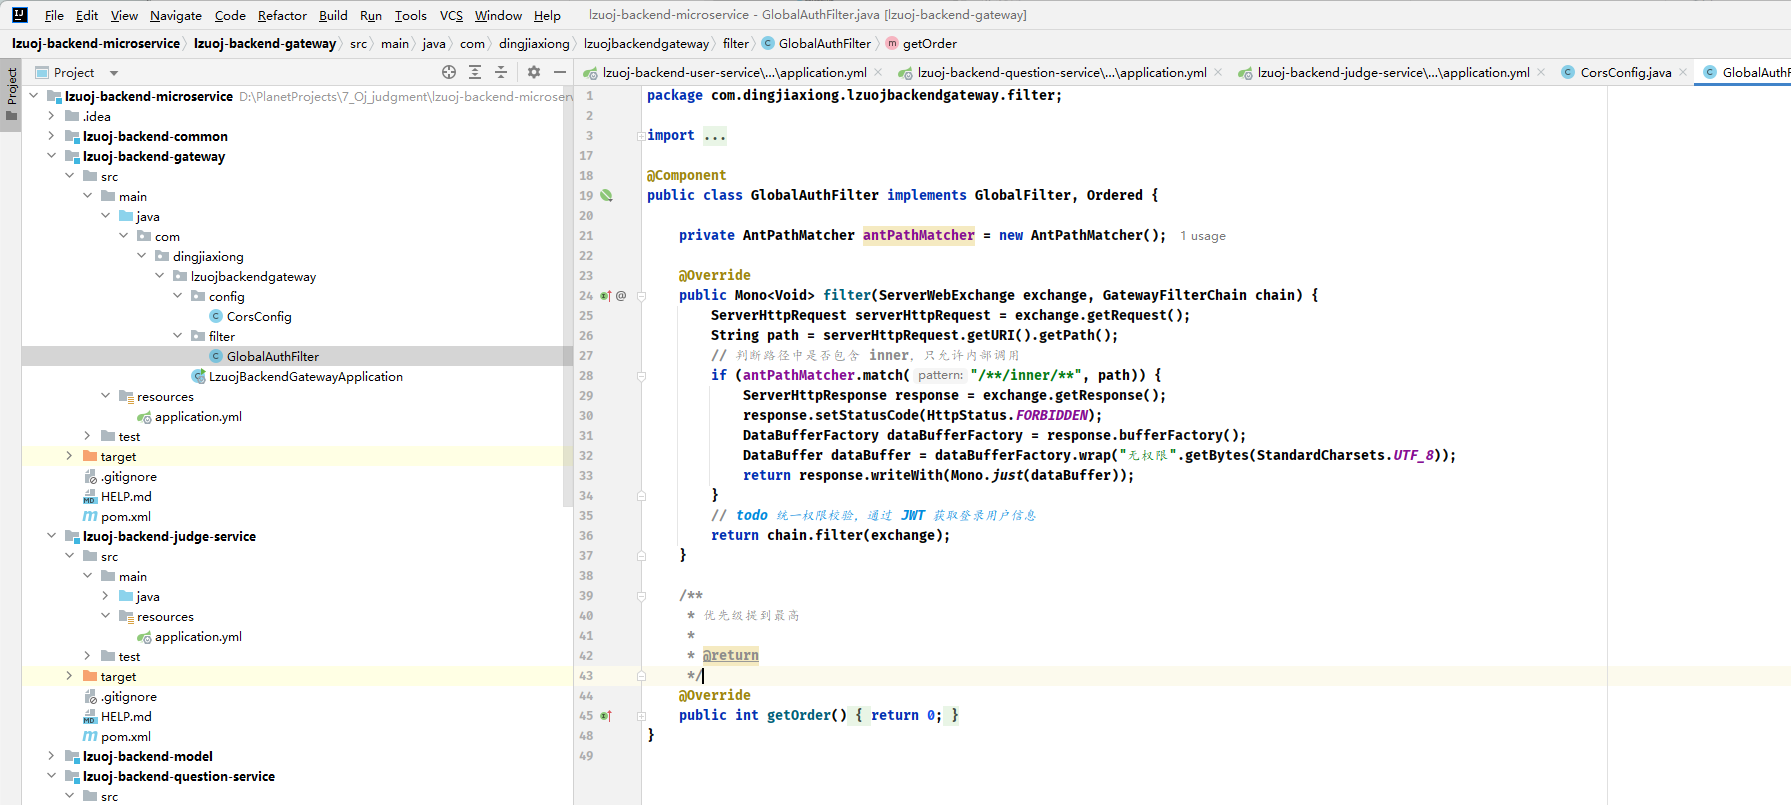 File Edit View Navigate Code Refactor Build Run Tools VCS Window Help lzuoj-backend-microservice - GlobalAuthFilter.java [lzuoj-backend-gateway]
lzuoj-backend-microservice lzuoj-backend-gateway src main java com dingjiaxiong lzuojbackendgateway filter GlobalAuthFilter getOrder
Project
Project
lzuoj-backend-user-service\...\application.yml lzuoj-backend-question-service\...\application.yml lzuoj-backend-judge-service\...\application.yml CorsConfig.java GlobalAuthF
lzuoj-backend-microservice D:\PlanetProjects\7_Oj_judgment\lzuoj-backend-microserv
.idea
lzuoj-backend-common
lzuoj-backend-gateway
src
main
java
com
dingjiaxiong
lzuojbackendgateway
config
CorsConfig
filter
GlobalAuthFilter
LzuojBackendGatewayApplication
resources
application.yml
test
target
.gitignore
HELP.md
pom.xml
lzuoj-backend-judge-service
src
main
java
resources
application.yml
test
target
.gitignore
HELP.md
pom.xml
lzuoj-backend-model
lzuoj-backend-question-service
src
1 package com.dingjiaxiong.lzuojbackendgateway.filter;
2
3 import ...
17
18 @Component
19 public class GlobalAuthFilter implements GlobalFilter, Ordered {
20
21 private AntPathMatcher antPathMatcher = new AntPathMatcher(); 1 usage
22
23 @Override
24 public Mono<Void> filter(ServerWebExchange exchange, GatewayFilterChain chain) {
25 ServerHttpRequest serverHttpRequest = exchange.getRequest();
26 String path = serverHttpRequest.getURI().getPath();
27 // 判断路径中是否包含 inner，只允许内部调用
28 if (antPathMatcher.match( pattern: "/**/inner/**", path)) {
29 ServerHttpResponse response = exchange.getResponse();
30 response.setStatusCode(HttpStatus.FORBIDDEN);
31 DataBufferFactory dataBufferFactory = response.bufferFactory();
32 DataBuffer dataBuffer = dataBufferFactory.wrap("无权限".getBytes(StandardCharsets.UTF_8));
33 return response.writeWith(Mono.just(dataBuffer));
34 }
35 // todo 统一权限校验，通过 JWT 获取登录用户信息
36 return chain.filter(exchange);
37 }
38
39 /**
40 * 优先级提到最高
41 *
42 * @return
43 */
44 @Override
45 public int getOrder() { return 0; }
48 }
49